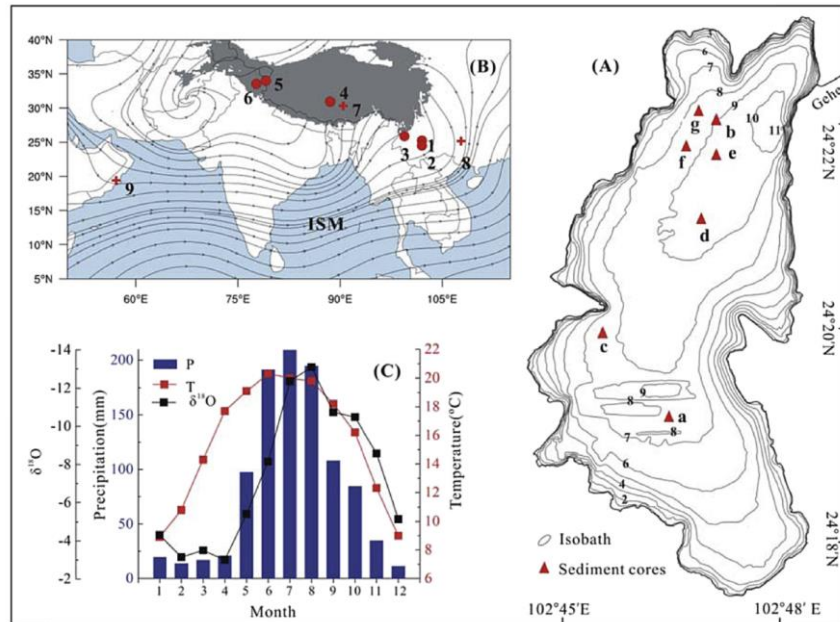 (B)
40°N
35°N
30°N
25°N
20°N
15°N
10°N
5°N
60°E
75°E
90°E
105°E
6
5
4
7
3
1
2
8
9
ISM
(C)
P
T
δ¹⁸O
δ¹⁸O
-14
-12
-10
-8
-6
-4
-2
Precipitation(mm)
200
150
100
50
0
Temperature(°C)
22
20
18
16
14
12
10
8
6
1 2 3 4 5 6 7 8 9 10 11 12
Month
(A)
6
7
8
9
10
11
Gehe
g
b
f
e
d
c
9
8
a
8
7
6
4
2
24°22'N
24°20'N
24°18'N
Isobath
Sediment cores
102°45' E
102°48' E